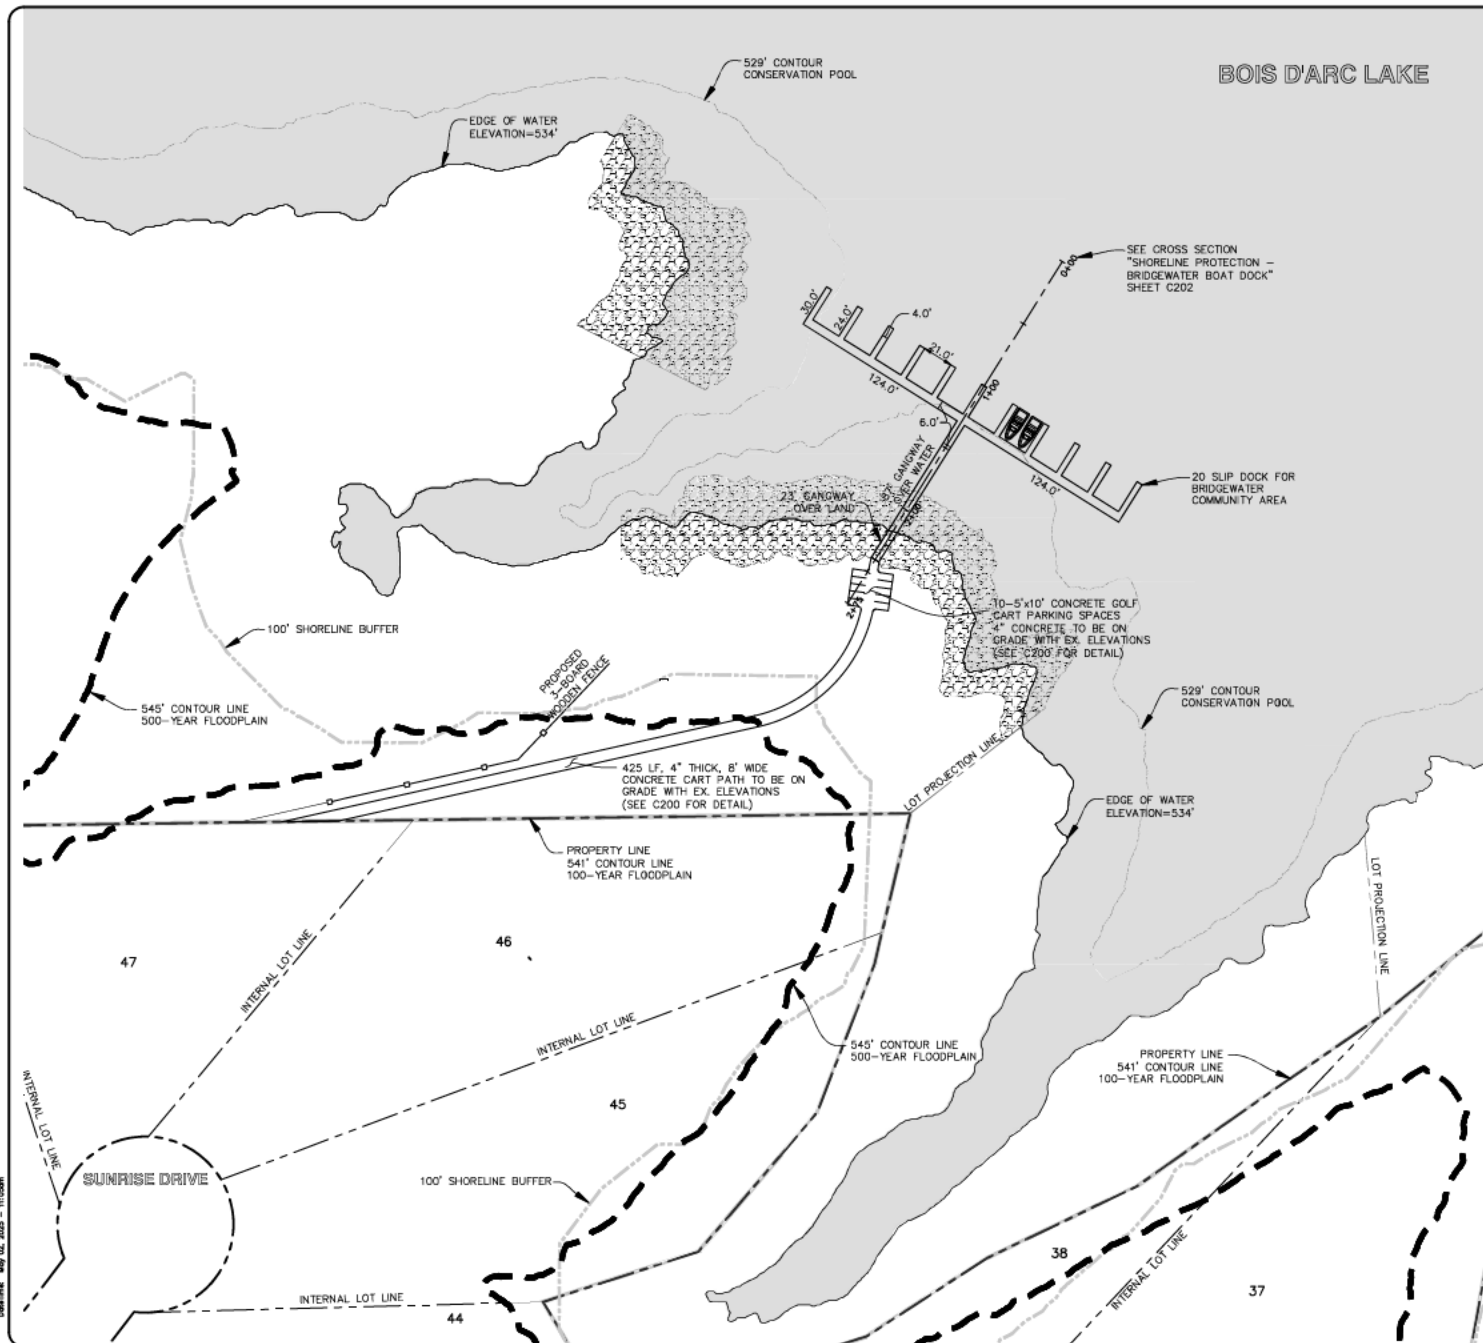 529' CONTOUR
CONSERVATION POOL
BOIS D'ARC LAKE
EDGE OF WATER
ELEVATION=534'
SEE CROSS SECTION
"SHORELINE PROTECTION –
BRIDGEWATER BOAT DOCK"
SHEET C202
0+00
30.0'
24.0'
4.0'
21.0'
124.0'
1+00
6.0'
GANGWAY
OVER WATER
23' GANGWAY
OVER LAND
2+00
124.0'
20 SLIP DOCK FOR
BRIDGEWATER
COMMUNITY AREA
2+75
10–5'x10' CONCRETE GOLF
CART PARKING SPACES
4" CONCRETE TO BE ON
GRADE WITH EX. ELEVATIONS
(SEE C200 FOR DETAIL)
100' SHORELINE BUFFER
PROPOSED
3–BOARD
WOODEN FENCE
545' CONTOUR LINE
500–YEAR FLOODPLAIN
529' CONTOUR
CONSERVATION POOL
425 LF, 4" THICK, 8' WIDE
CONCRETE CART PATH TO BE ON
GRADE WITH EX. ELEVATIONS
(SEE C200 FOR DETAIL)
LOT PROJECTION LINE
EDGE OF WATER
ELEVATION=534'
PROPERTY LINE
541' CONTOUR LINE
100–YEAR FLOODPLAIN
LOT PROJECTION LINE
47
46
INTERNAL LOT LINE
INTERNAL LOT LINE
545' CONTOUR LINE
500–YEAR FLOODPLAIN
PROPERTY LINE
541' CONTOUR LINE
100–YEAR FLOODPLAIN
INTERNAL LOT LINE
45
SUNRISE DRIVE
100' SHORELINE BUFFER
38
INTERNAL LOT LINE
37
INTERNAL LOT LINE
44